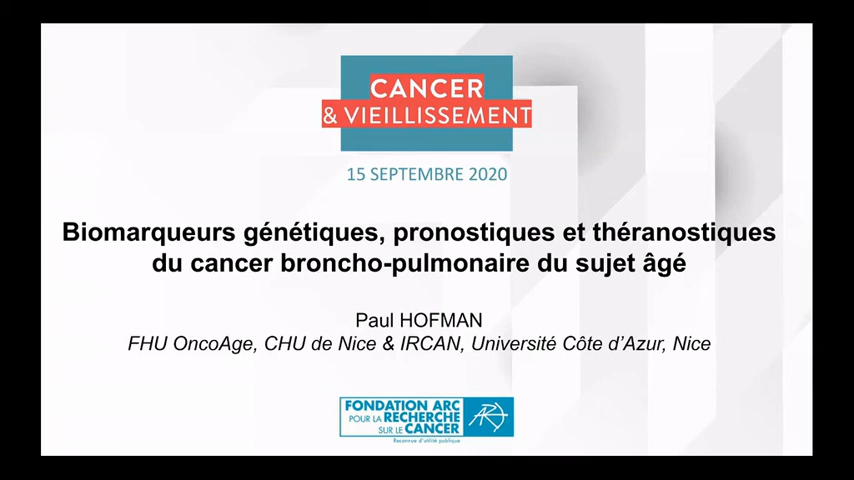 CANCER
& VIEILLISSEMENT
15 SEPTEMBRE 2020
Biomarqueurs génétiques, pronostiques et théranostiques
du cancer broncho-pulmonaire du sujet âgé
Paul HOFMAN
FHU OncoAge, CHU de Nice & IRCAN, Université Côte d’Azur, Nice
FONDATION ARC
POUR LA RECHERCHE
SUR LE CANCER
ARC
Reconnue d'utilité publique